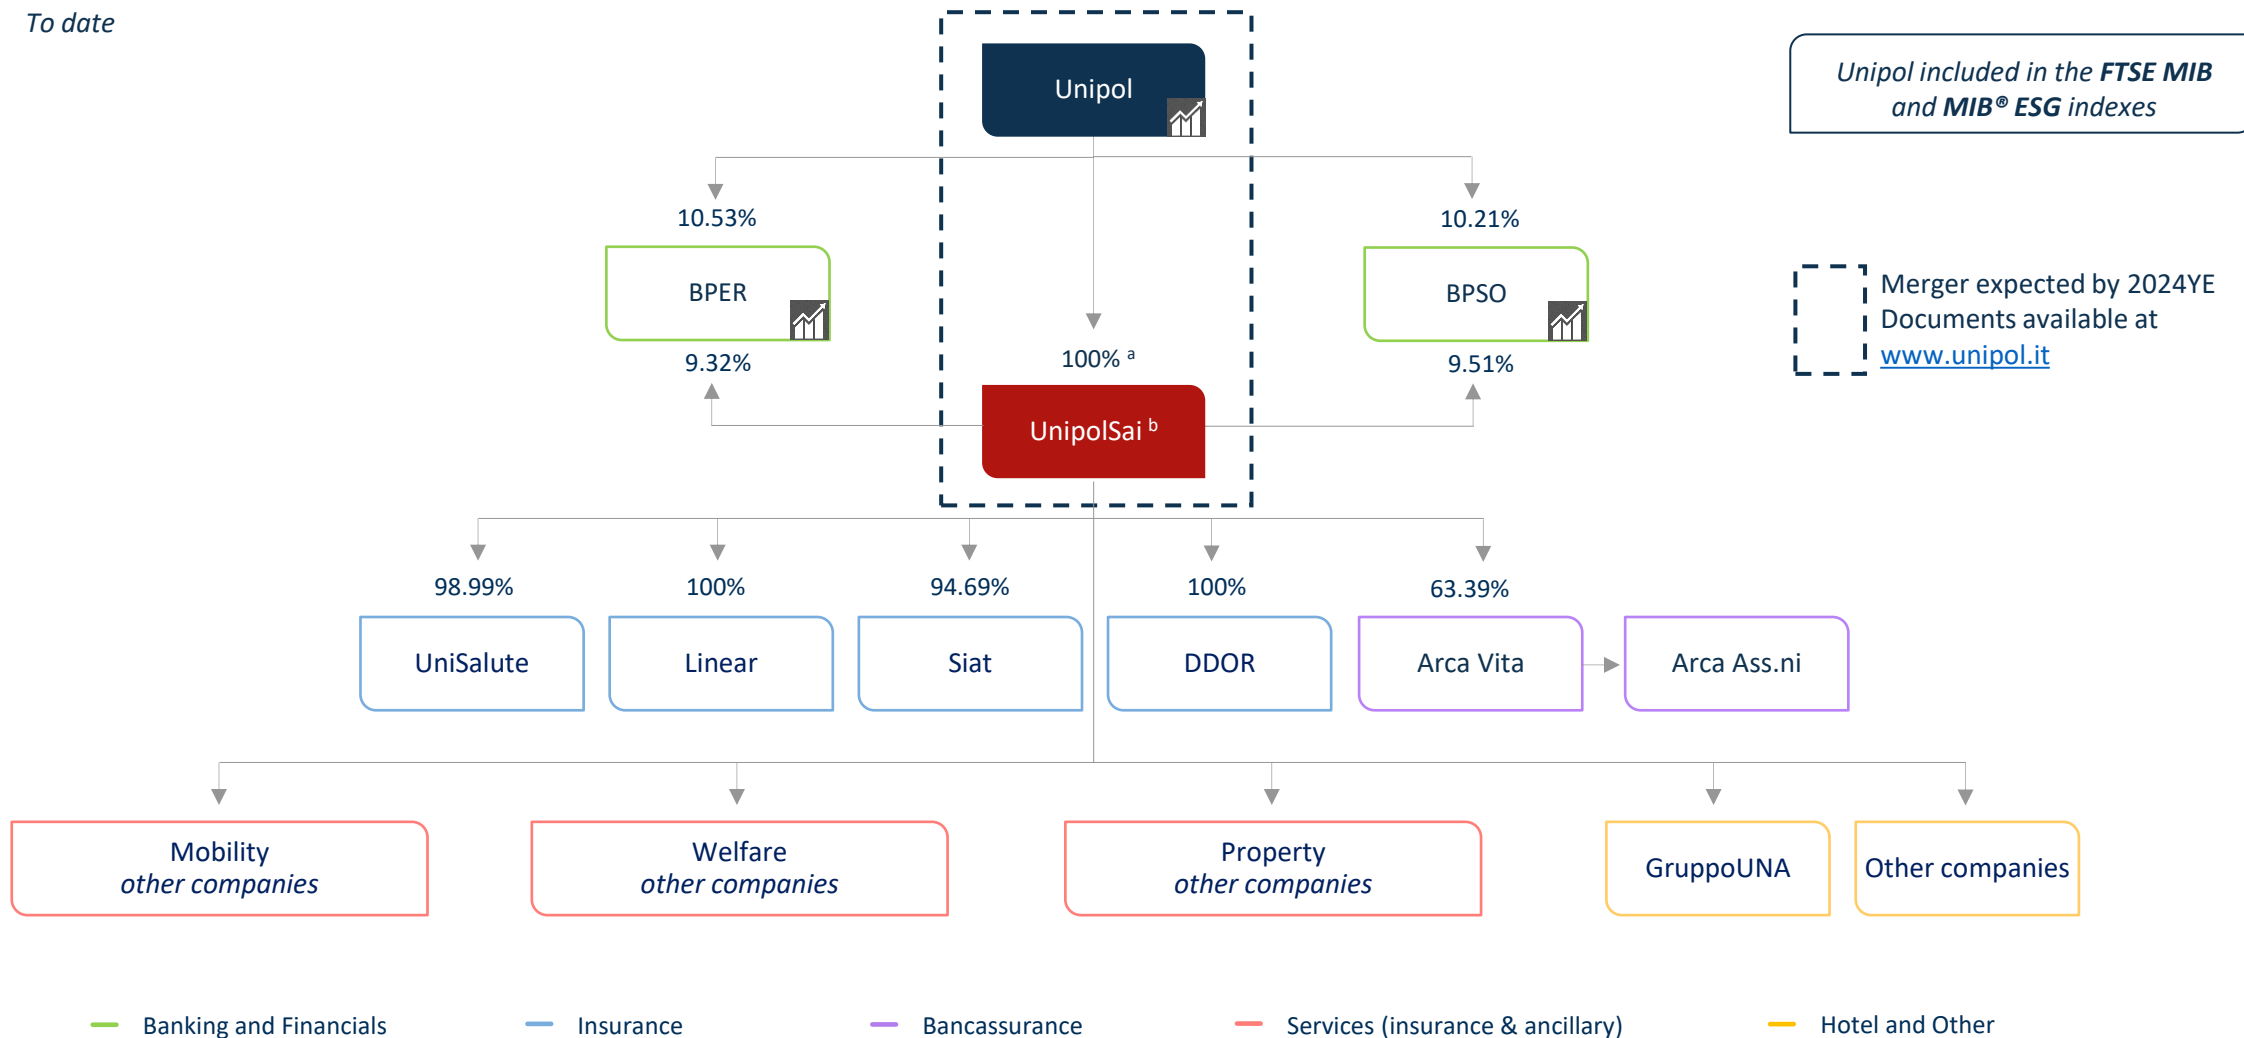 To date
Unipol
Unipol included in the FTSE MIB
and MIB® ESG indexes
10.53%
10.21%
BPER
BPSO
Merger expected by 2024YE
Documents available at
www.unipol.it
9.32%
100% a
9.51%
UnipolSai b
98.99%
100%
94.69%
100%
63.39%
UniSalute
Linear
Siat
DDOR
Arca Vita
Arca Ass.ni
Mobility
other companies
Welfare
other companies
Property
other companies
GruppoUNA
Other companies
Banking and Financials
Insurance
Bancassurance
Services (insurance & ancillary)
Hotel and Other